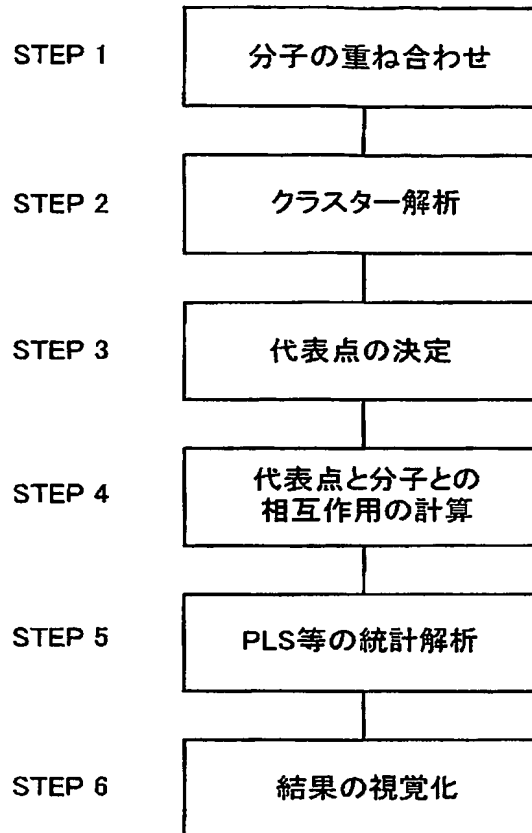 STEP 1 分子の重ね合わせ
STEP 2 クラスター解析
STEP 3 代表点の決定
STEP 4 代表点と分子との
相互作用の計算
STEP 5 PLS等の統計解析
STEP 6 結果の視覚化